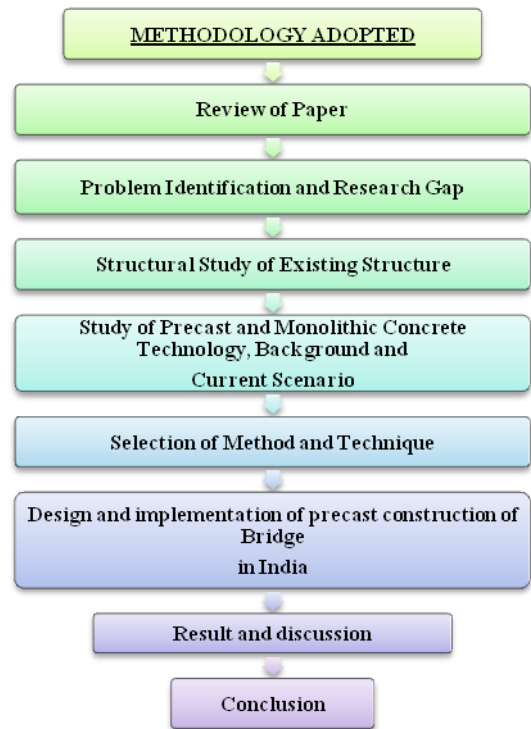 METHODOLOGY ADOPTED
Review of Paper
Problem Identification and Research Gap
Structural Study of Existing Structure
Study of Precast and Monolithic Concrete
Technology, Background and
Current Scenario
Selection of Method and Technique
Design and implementation of precast construction of
Bridge
in India
Result and discussion
Conclusion